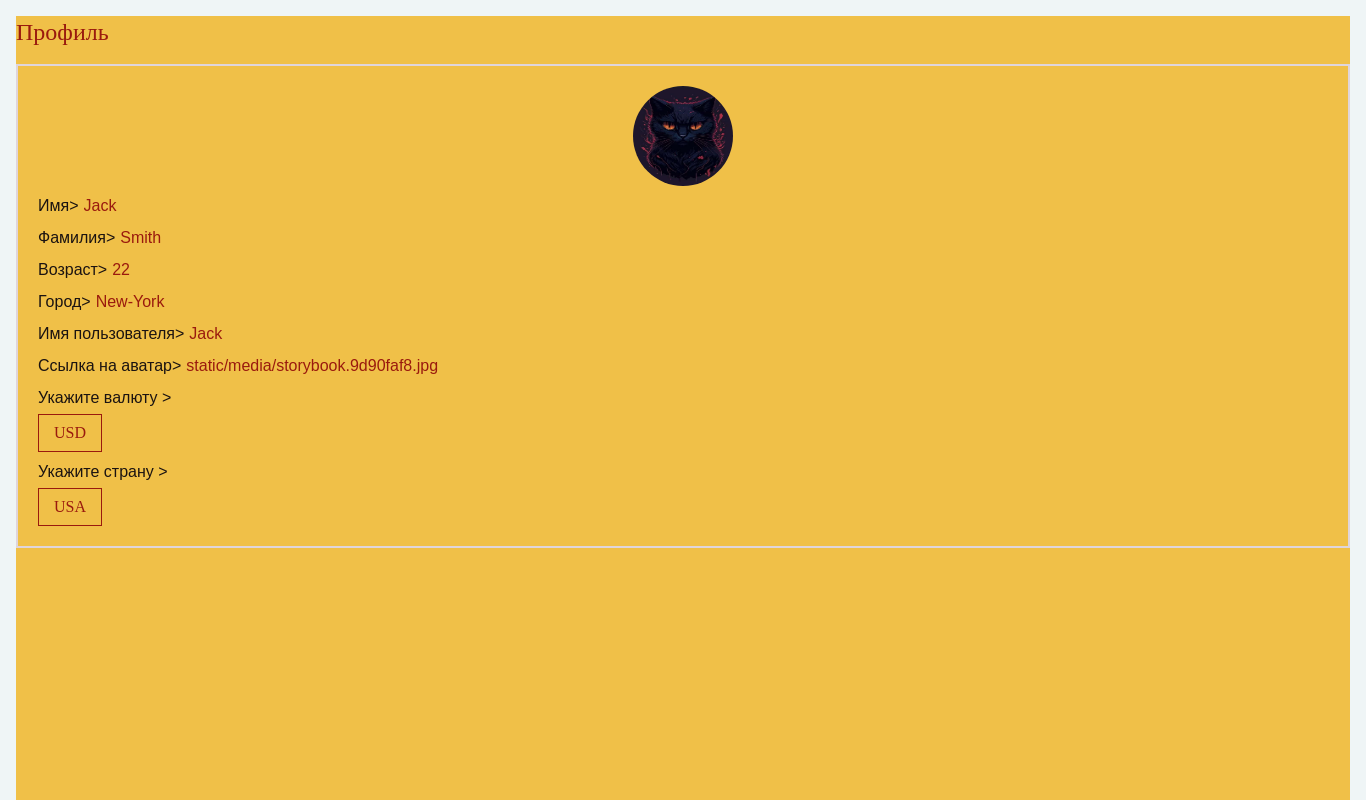 Профиль
Имя> Jack
Фамилия> Smith
Возраст> 22
Город> New-York
Имя пользователя> Jack
Ссылка на аватар> static/media/storybook.9d90faf8.jpg
Укажите валюту >
USD
Укажите страну >
USA